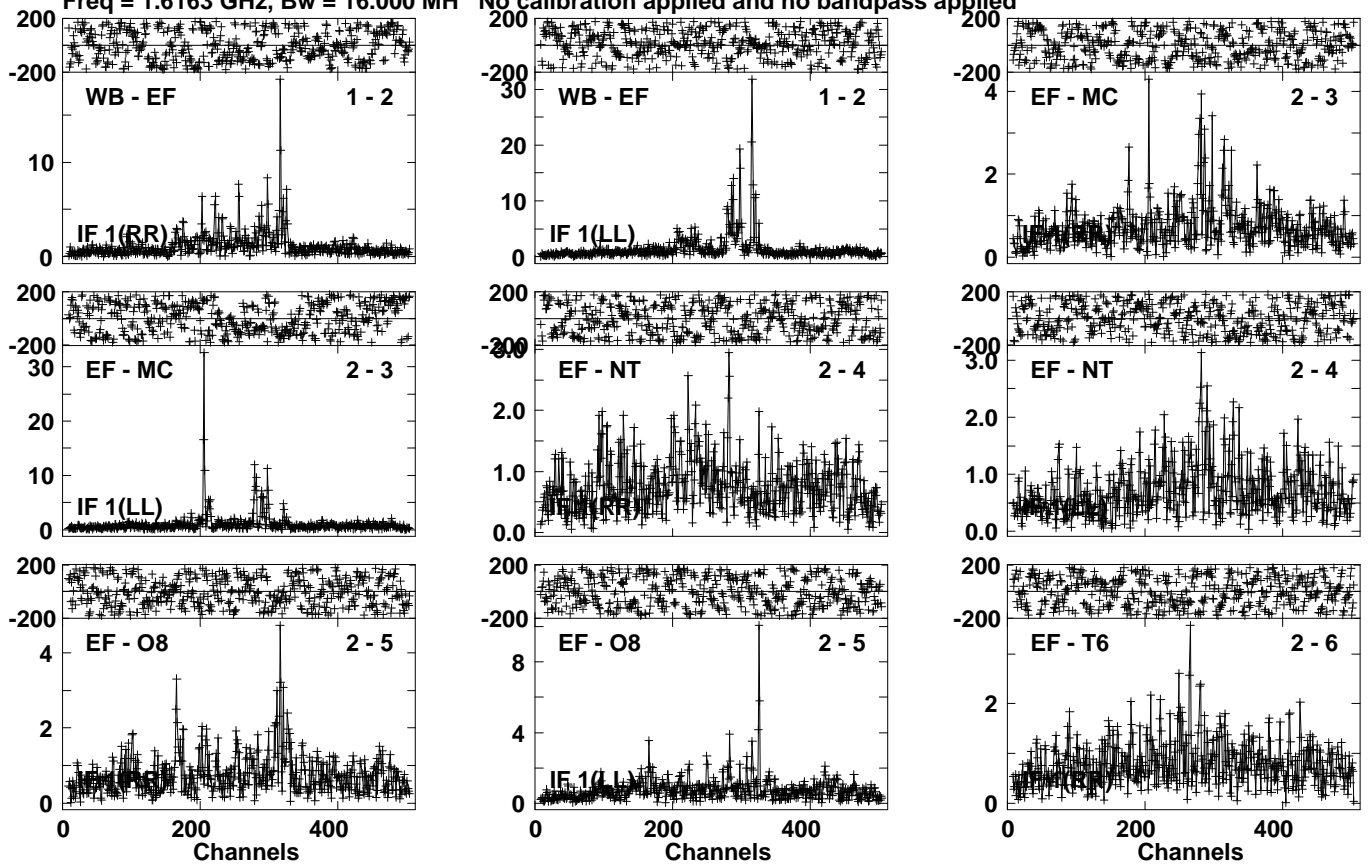 Freq = 1.6163 GHz, Bw = 16.000 MH No calibration applied and no bandpass applied
200 200 200
-200 -200 -200
WB - EF 1 - 2 WB - EF 1 - 2 EF - MC 2 - 3
30 4
10 20 2
10
IF 1(RR) IF 1(LL)
0 0 0
200 200 200
-200 -200
EF - MC 2 - 3 EF - NT 2 - 4 EF - NT 2 - 4
30 3.0
20 2.0 2.0
10 1.0 1.0
IF 1(LL)
0 0.0 0.0
200 200 200
-200 -200 -200
EF - O8 2 - 5 EF - O8 2 - 5 EF - T6 2 - 6
4 8
2 4 2
IF 1(LL)
0 0 0
0 200 400 0 200 400 0 200 400
Channels Channels Channels